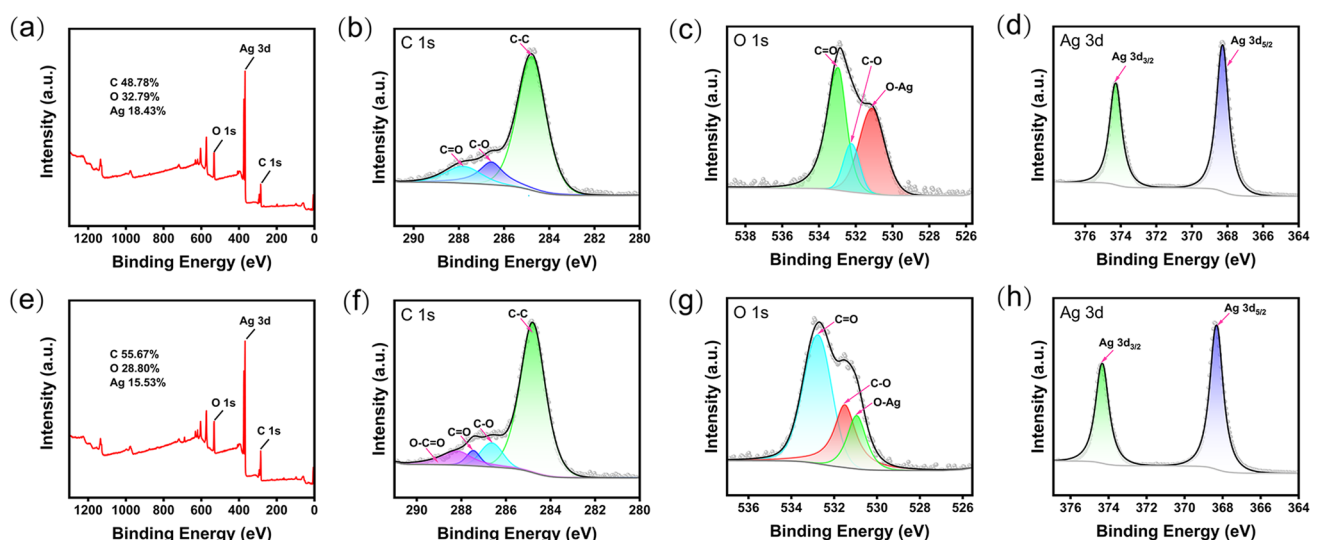 (a)
Intensity (a.u.)
C 48.78%
O 32.79%
Ag 18.43%
Ag 3d
O 1s
C 1s
1200 1000 800 600 400 200 0
Binding Energy (eV)
(b)
Intensity (a.u.)
C 1s
C-C
C=O
C-O
290 288 286 284 282 280
Binding Energy (eV)
(c)
Intensity (a.u.)
O 1s
C=O
C-O
O-Ag
538 536 534 532 530 528 526
Binding Energy (eV)
(d)
Intensity (a.u.)
Ag 3d
Ag 3d5/2
Ag 3d3/2
376 374 372 370 368 366 364
Binding Energy (eV)
(e)
Intensity (a.u.)
C 55.67%
O 28.80%
Ag 15.53%
Ag 3d
O 1s
C 1s
1200 1000 800 600 400 200 0
Binding Energy (eV)
(f)
Intensity (a.u.)
C 1s
C-C
O-C=O
C=O
C-O
290 288 286 284 282 280
Binding Energy (eV)
(g)
Intensity (a.u.)
O 1s
C=O
C-O
O-Ag
536 534 532 530 528 526
Binding Energy (eV)
(h)
Intensity (a.u.)
Ag 3d
Ag 3d5/2
Ag 3d3/2
376 374 372 370 368 366 364
Binding Energy (eV)